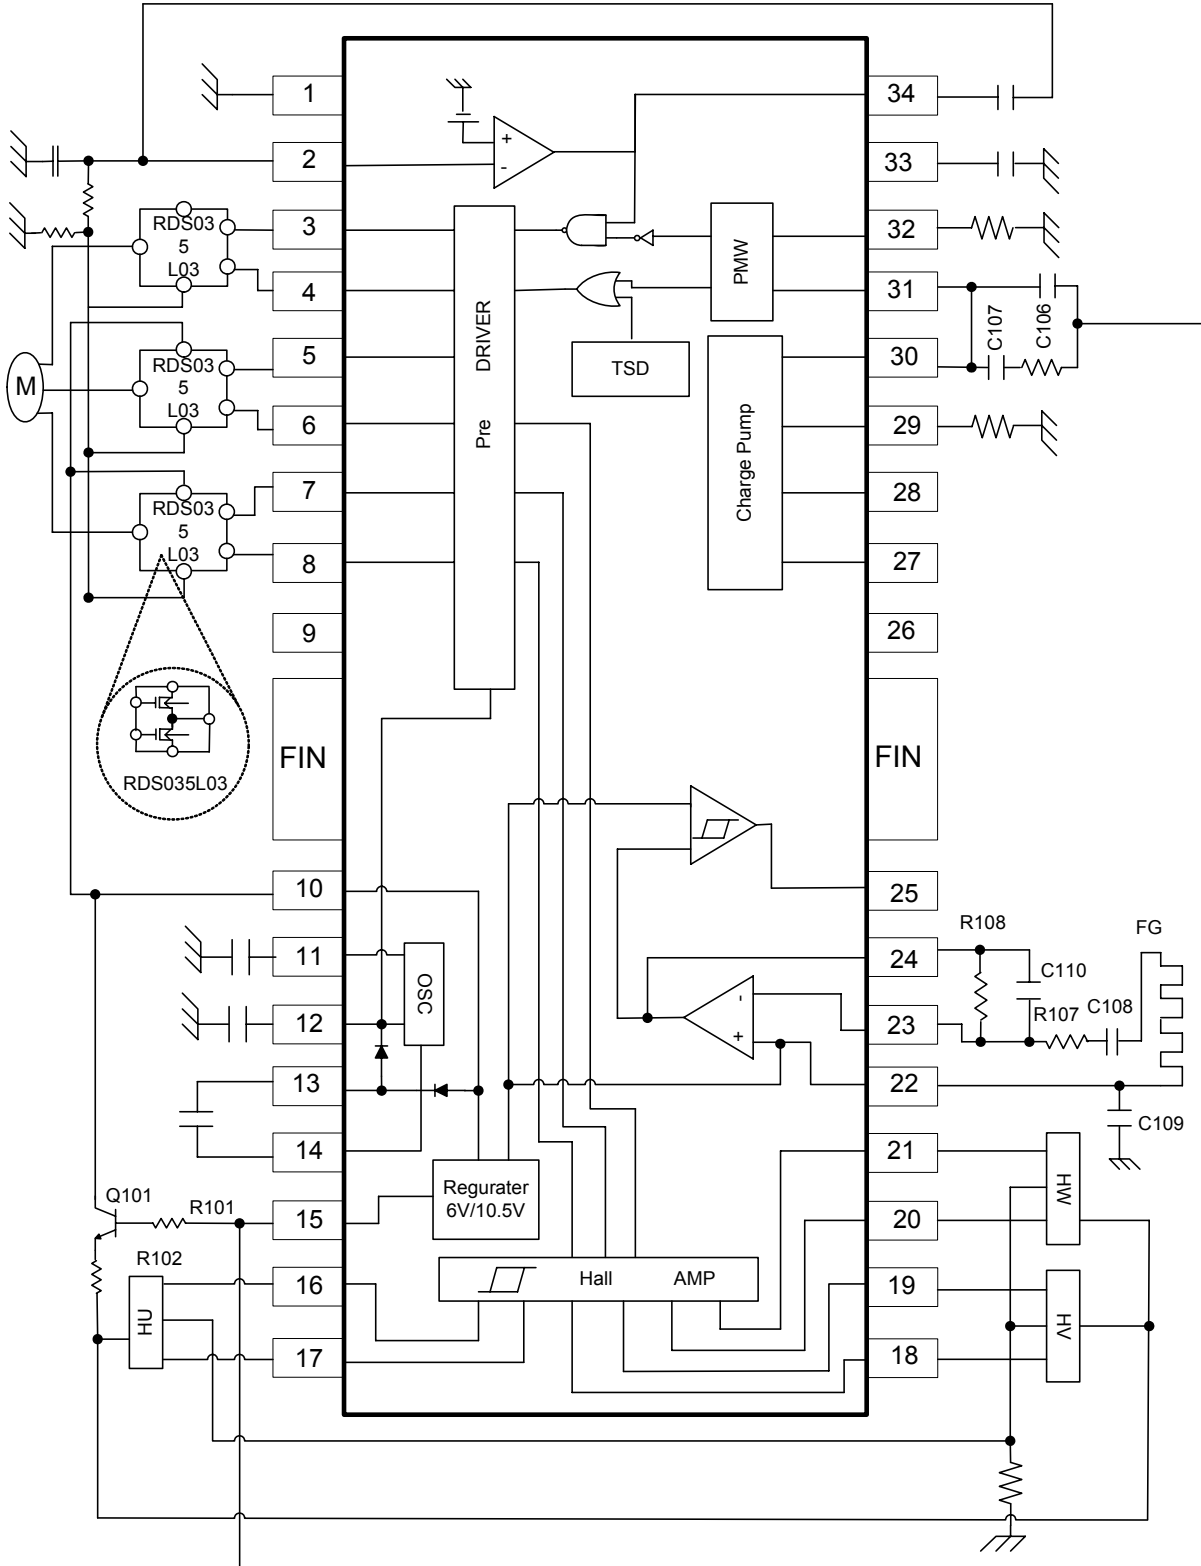 1
2
3
4
5
6
7
8
9
FIN
10
11
12
13
14
15
16
17
34
33
32
31
30
29
28
27
26
FIN
25
24
23
22
21
20
19
18
RDS03
5
L03
RDS03
5
L03
RDS03
5
L03
M
RDS035L03
+
-
Pre DRIVER
PMW
TSD
Charge Pump
C107
C106
OSC
-
+
Regurater
6V/10.5V
Hall AMP
R108
FG
C110
R107
C108
C109
HW
HV
Q101
R101
R102
HU